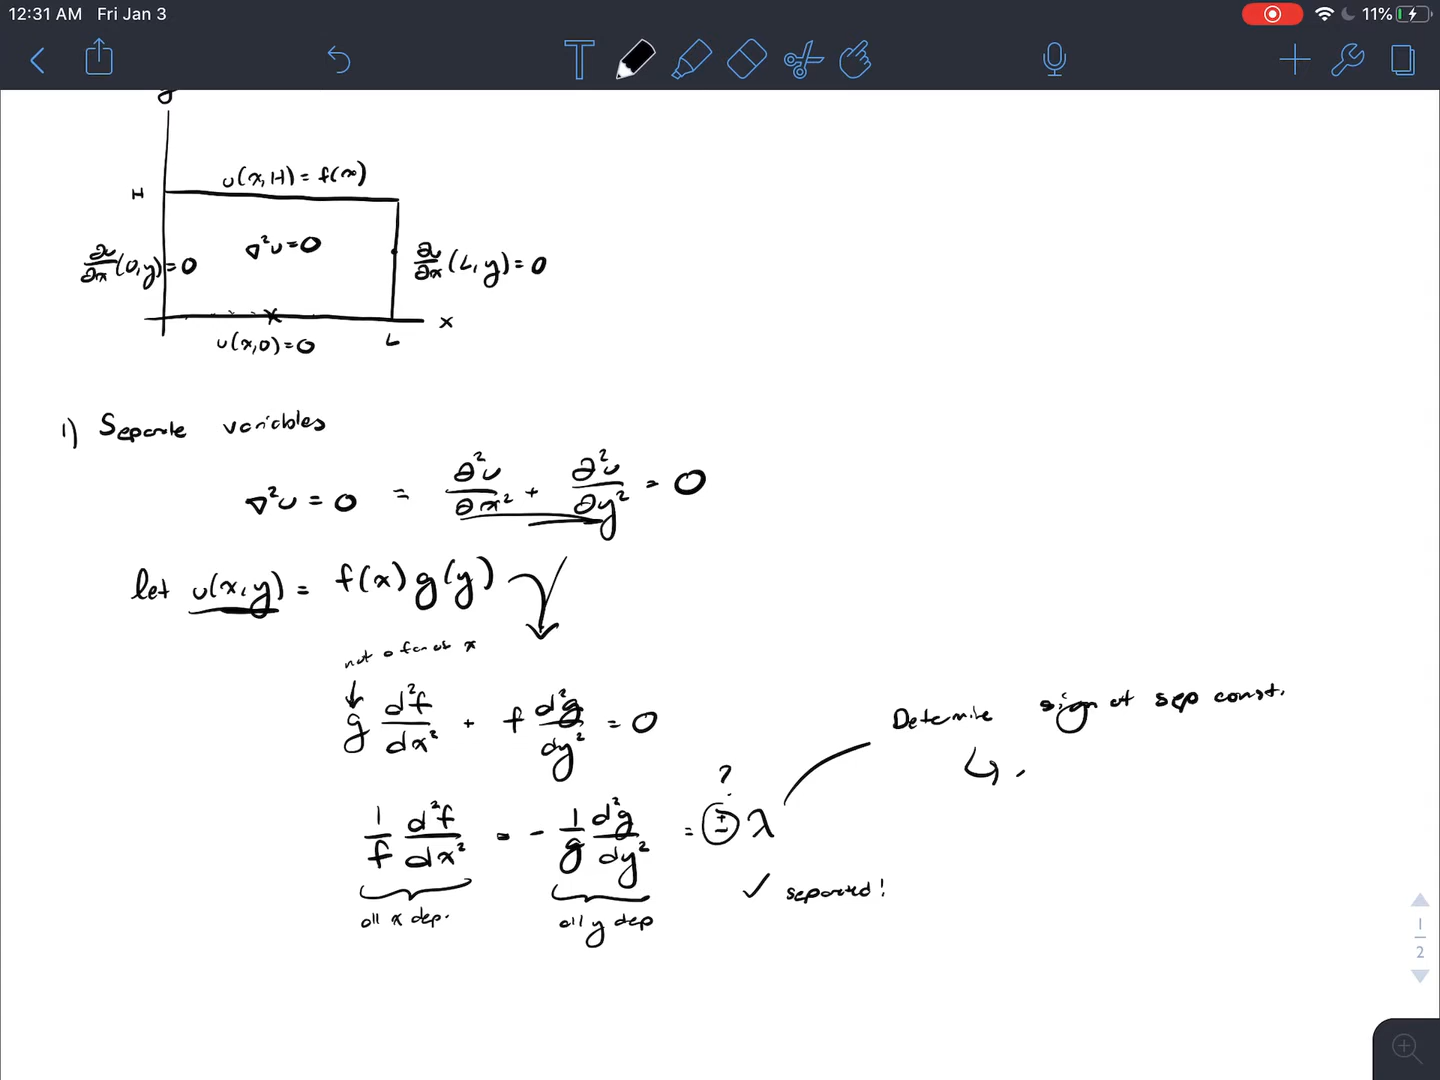 12:31 AM Fri Jan 3
11%
T
y
u(x,H) = f(x)
H
∇²u = 0
∂u/∂x (0,y) = 0
∂u/∂x (L,y) = 0
x
u(x,0) = 0
L
1) Separate variables
∇²u = 0 = ∂²u/∂x² + ∂²u/∂y² = 0
let u(x,y) = f(x) g(y)
not a fcn of x
g d²f/dx² + f d²g/dy² = 0
Determine sign of sep const.
?
1/f d²f/dx² = - 1/g d²g/dy² = ± λ
✓ separated!
all x dep.
all y dep
1
2